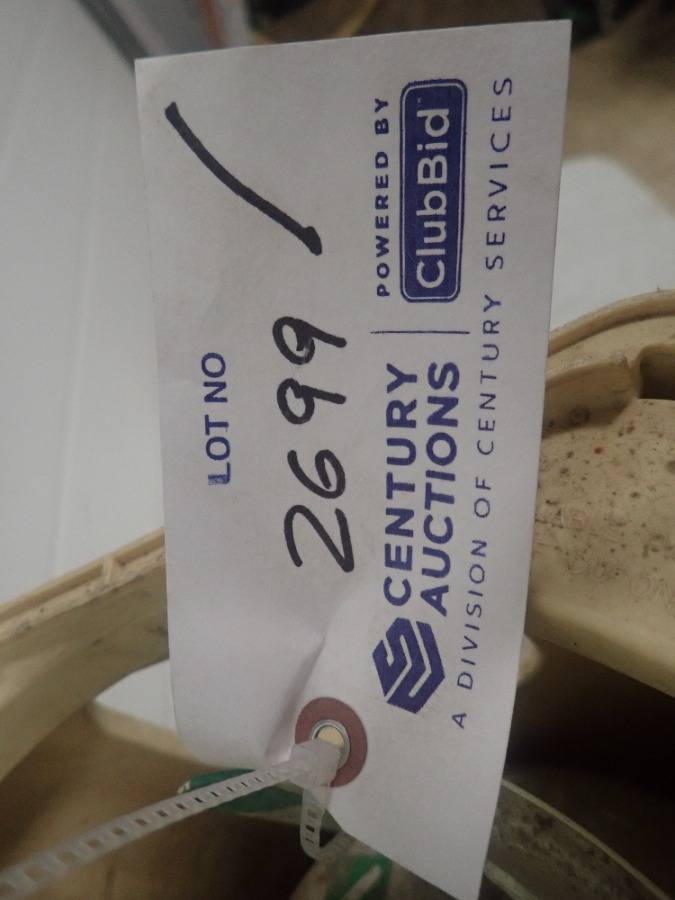 LOT NO
2699 /
CENTURY AUCTIONS
POWERED BY
ClubBid
A DIVISION OF CENTURY SERVICES